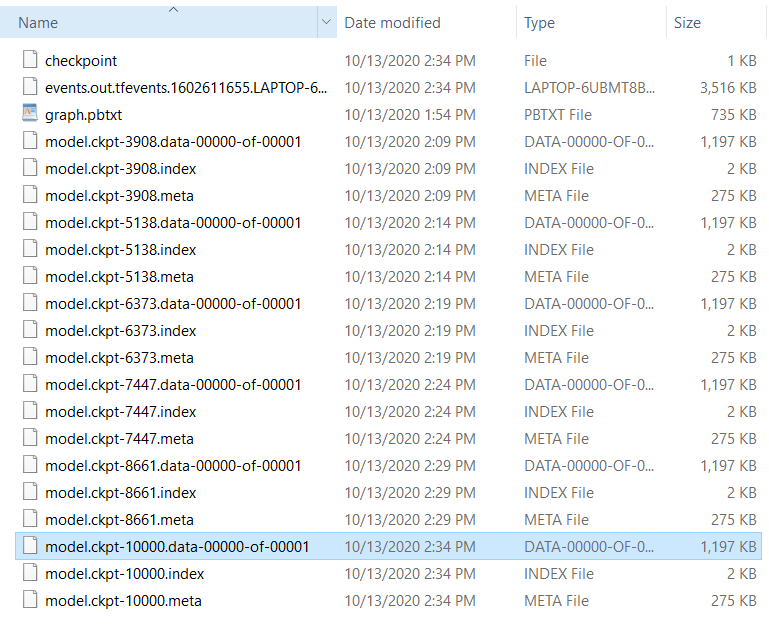 Name Date modified Type Size
checkpoint 10/13/2020 2:34 PM File 1 KB
events.out.tfevents.1602611655.LAPTOP-6... 10/13/2020 2:34 PM LAPTOP-6UBMT8B... 3,516 KB
graph.pbtxt 10/13/2020 1:54 PM PBTXT File 735 KB
model.ckpt-3908.data-00000-of-00001 10/13/2020 2:09 PM DATA-00000-OF-0... 1,197 KB
model.ckpt-3908.index 10/13/2020 2:09 PM INDEX File 2 KB
model.ckpt-3908.meta 10/13/2020 2:09 PM META File 275 KB
model.ckpt-5138.data-00000-of-00001 10/13/2020 2:14 PM DATA-00000-OF-0... 1,197 KB
model.ckpt-5138.index 10/13/2020 2:14 PM INDEX File 2 KB
model.ckpt-5138.meta 10/13/2020 2:14 PM META File 275 KB
model.ckpt-6373.data-00000-of-00001 10/13/2020 2:19 PM DATA-00000-OF-0... 1,197 KB
model.ckpt-6373.index 10/13/2020 2:19 PM INDEX File 2 KB
model.ckpt-6373.meta 10/13/2020 2:19 PM META File 275 KB
model.ckpt-7447.data-00000-of-00001 10/13/2020 2:24 PM DATA-00000-OF-0... 1,197 KB
model.ckpt-7447.index 10/13/2020 2:24 PM INDEX File 2 KB
model.ckpt-7447.meta 10/13/2020 2:24 PM META File 275 KB
model.ckpt-8661.data-00000-of-00001 10/13/2020 2:29 PM DATA-00000-OF-0... 1,197 KB
model.ckpt-8661.index 10/13/2020 2:29 PM INDEX File 2 KB
model.ckpt-8661.meta 10/13/2020 2:29 PM META File 275 KB
model.ckpt-10000.data-00000-of-00001 10/13/2020 2:34 PM DATA-00000-OF-0... 1,197 KB
model.ckpt-10000.index 10/13/2020 2:34 PM INDEX File 2 KB
model.ckpt-10000.meta 10/13/2020 2:34 PM META File 275 KB